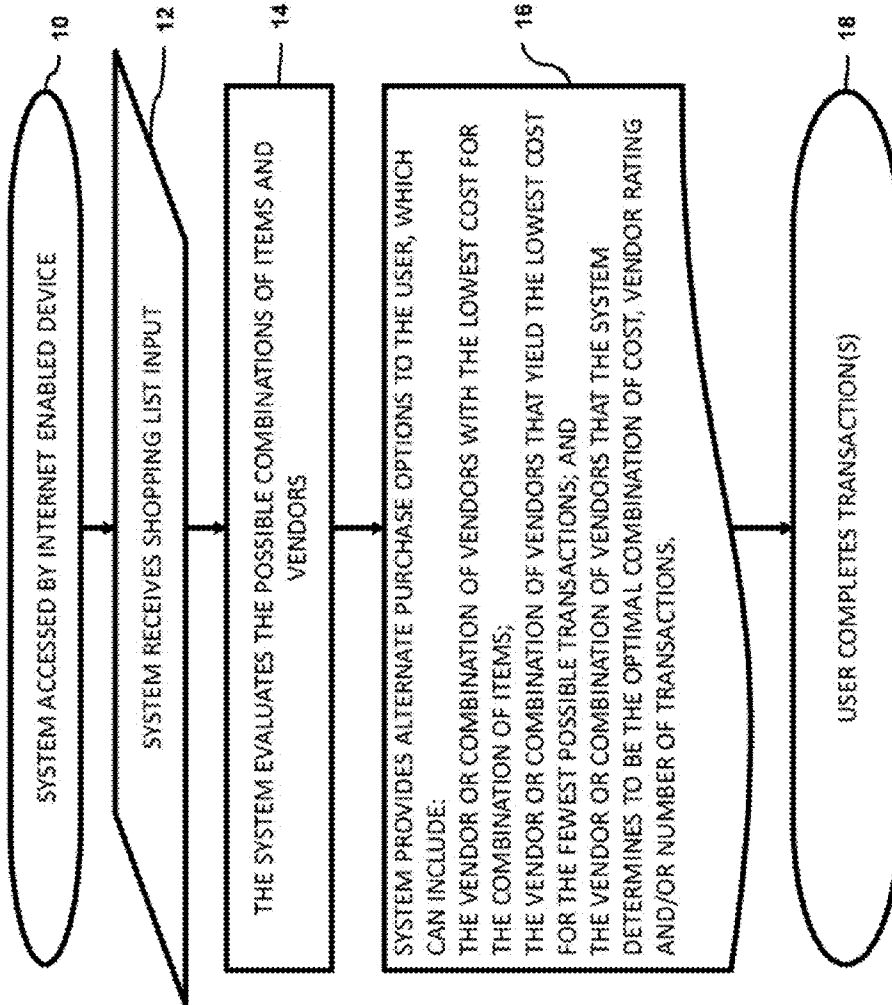 SYSTEM ACCESSED BY INTERNET ENABLED DEVICE
10
SYSTEM RECEIVES SHOPPING LIST INPUT
12
THE SYSTEM EVALUATES THE POSSIBLE COMBINATIONS OF ITEMS AND
VENDORS
14
SYSTEM PROVIDES ALTERNATE PURCHASE OPTIONS TO THE USER, WHICH
CAN INCLUDE:
THE VENDOR OR COMBINATION OF VENDORS WITH THE LOWEST COST FOR
THE COMBINATION OF ITEMS;
THE VENDOR OR COMBINATION OF VENDORS THAT YIELD THE LOWEST COST
FOR THE FEWEST POSSIBLE TRANSACTIONS; AND
THE VENDOR OR COMBINATION OF VENDORS THAT THE SYSTEM
DETERMINES TO BE THE OPTIMAL COMBINATION OF COST, VENDOR RATING
AND/OR NUMBER OF TRANSACTIONS.
16
USER COMPLETES TRANSACTION(S)
18